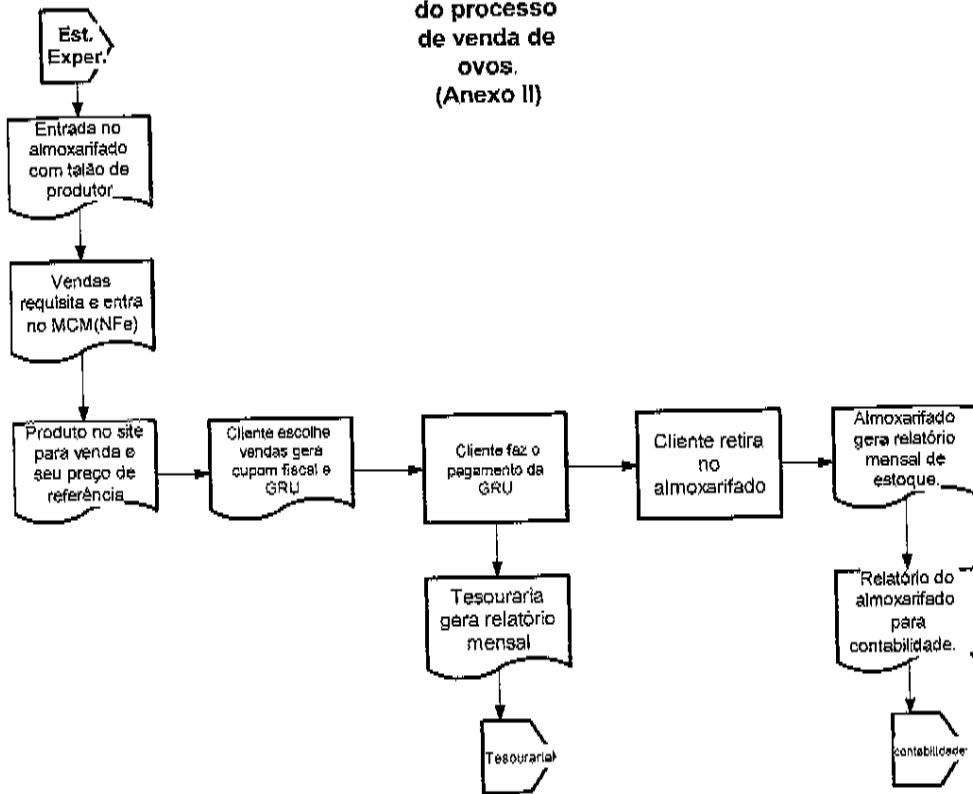 do processo
de venda de
ovos.
(Anexo II)
Est.
Exper.
Entrada no
almoxarifado
com talão de
produtor
Vendas
requisita e entra
no MCM(NFe)
Produto no site
para venda e
seu preço de
referência
Cliente escolhe
vendas gera
cupom fiscal e
GRU
Cliente faz o
pagamento da
GRU
Cliente retira
no
almoxarifado
Almoxarifado
gera relatório
mensal de
estoque.
Tesouraria
gera relatório
mensal
Relatório do
almoxarifado
para
contabilidade.
Tesouraria
contabilidade